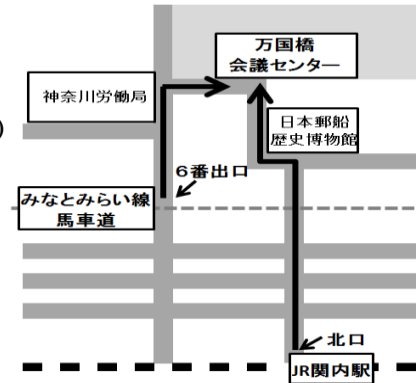 万国橋
会議センター
神奈川労働局
)
日本郵船
歴史博物館
6番出口
みなとみらい線
馬車道
北口
JR関内駅